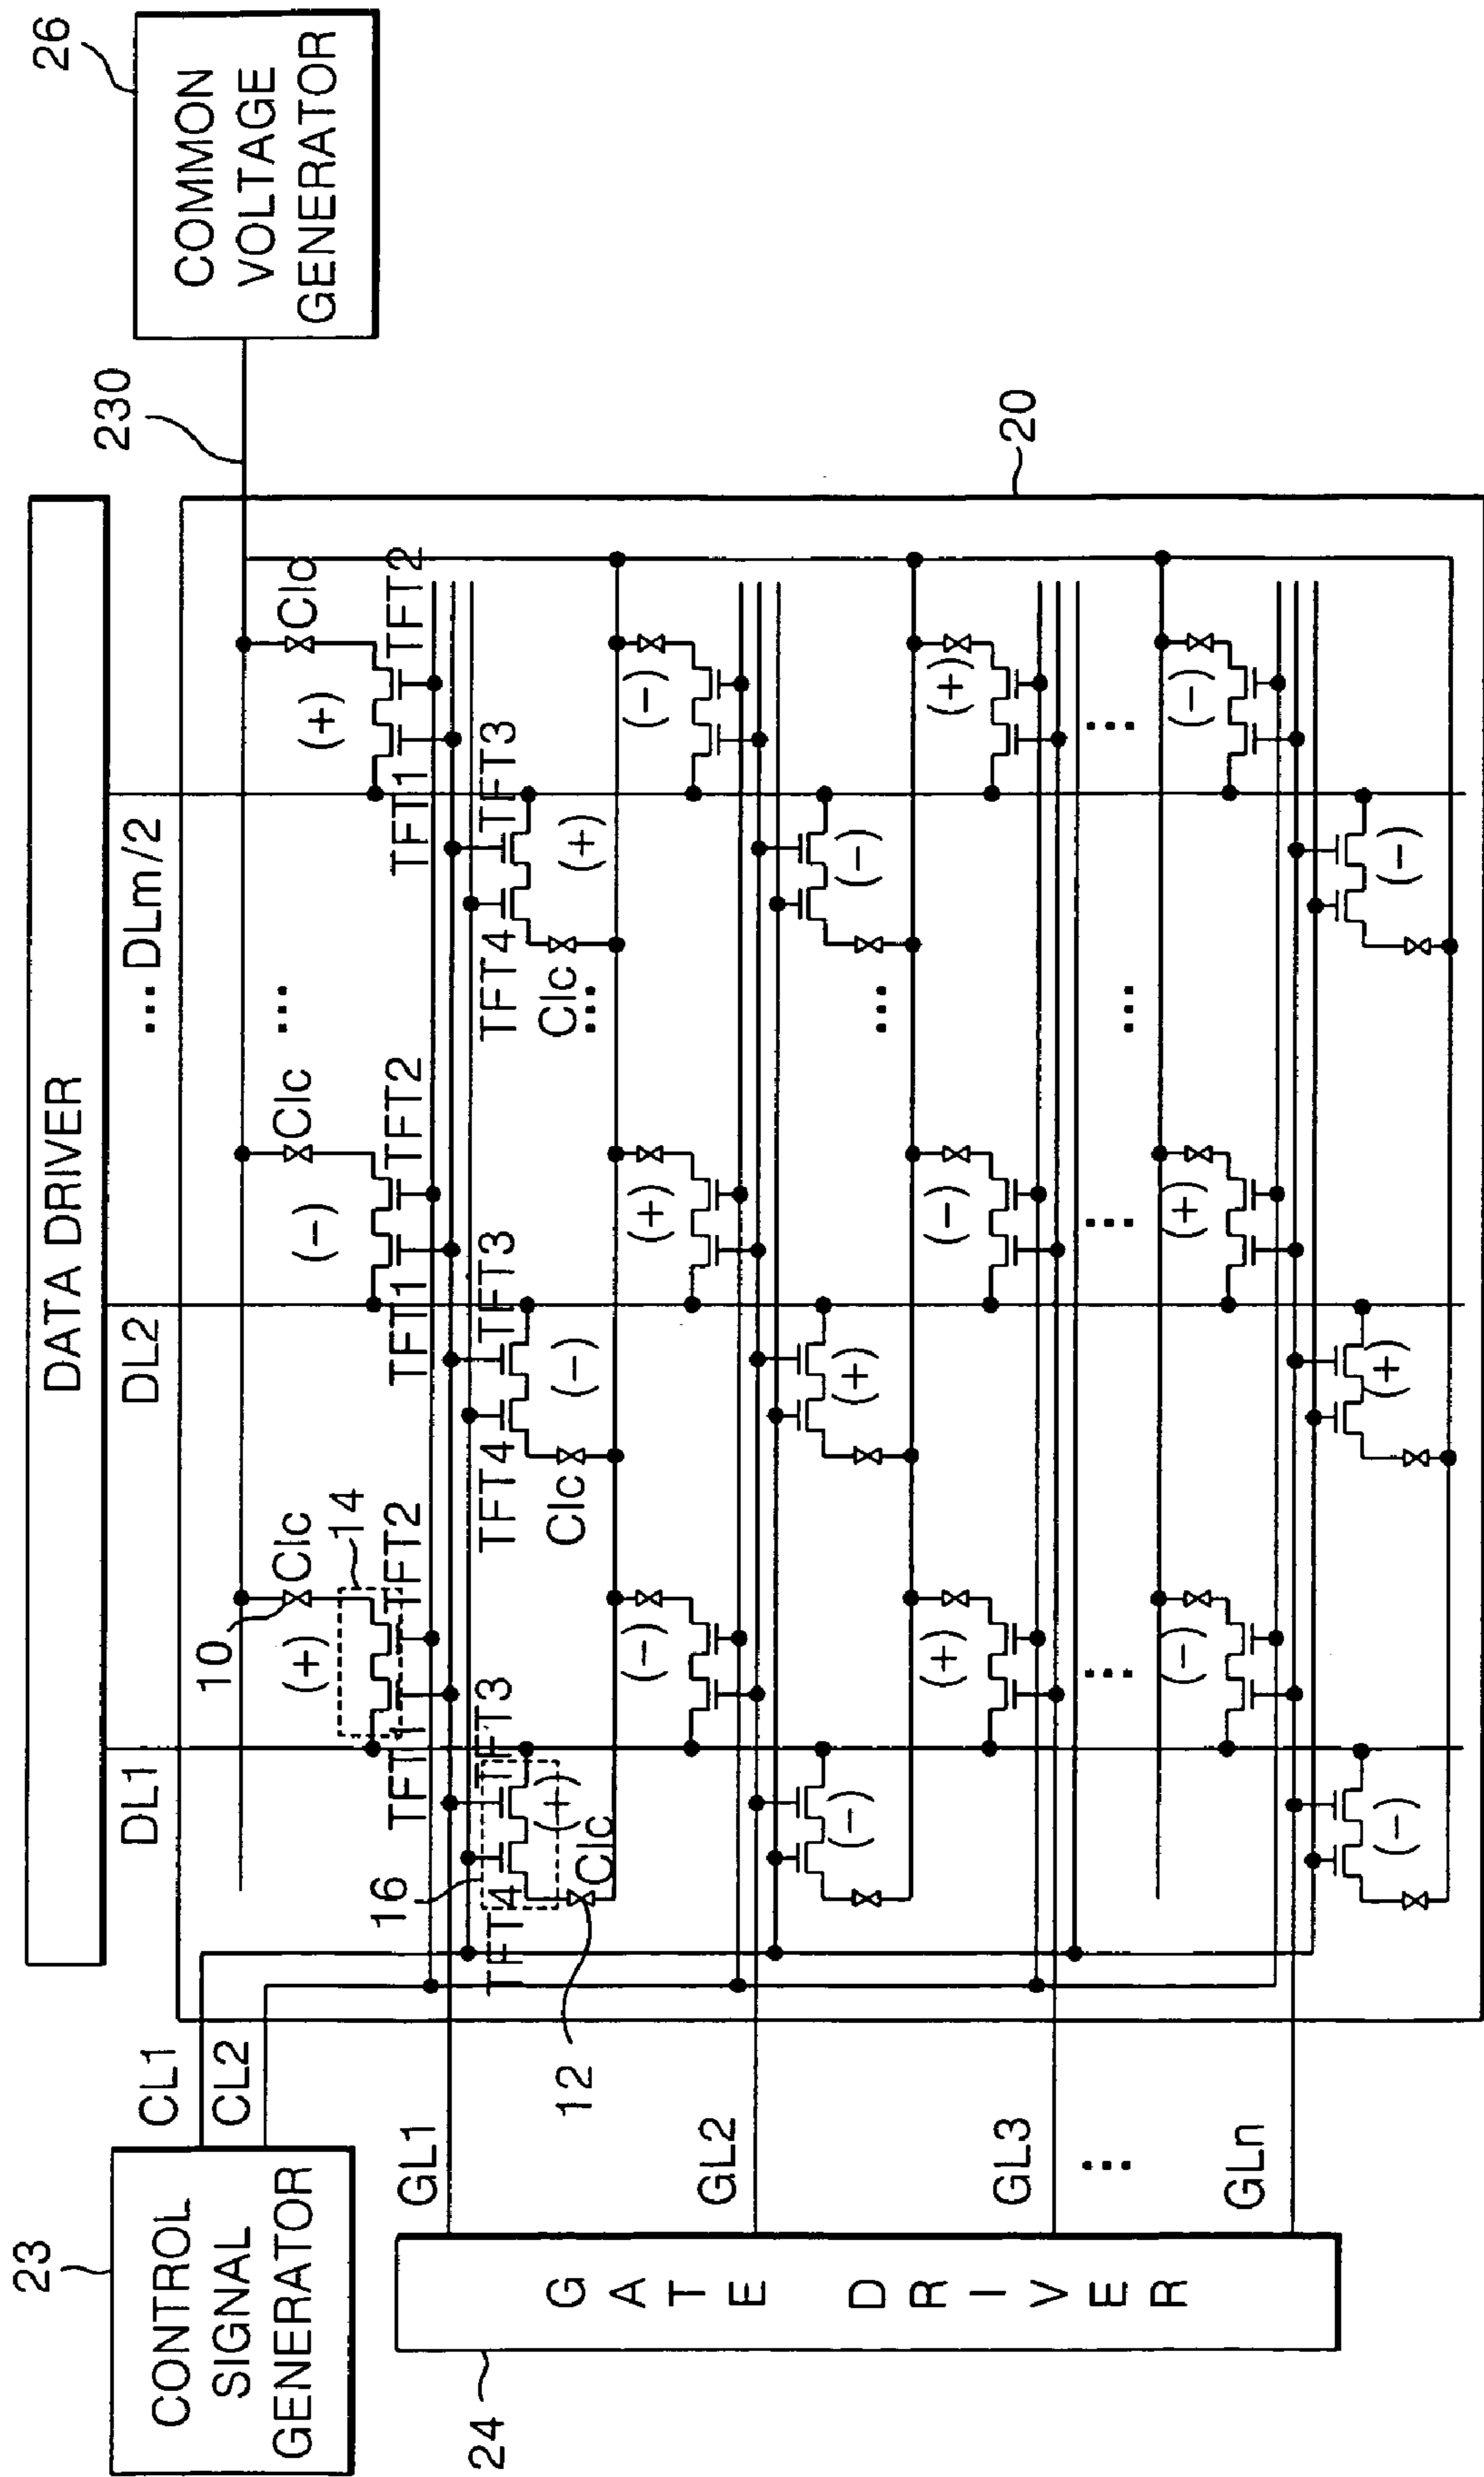 DATA DRIVER
23
CONTROL
SIGNAL
GENERATOR
CL1
CL2
DL1
DL2
... DLm/2
230
26
COMMON
VOLTAGE
GENERATOR
10
Clc
14
(+)
TFT1
TFT2
Clc
(-)
TFT1
TFT2
...
Clc
(+)
TFT1
TFT2
GL1
16
TFT4
TFT3
(+)
Clc
12
TFT4
TFT3
(-)
Clc
TFT4
TFT3
(+)
Clc
...
(-)
(+)
(-)
GL2
(-)
(+)
...
(-)
20
(+)
(-)
(+)
GL3
...
...
...
...
...
(-)
(+)
(-)
GLn
(-)
(+)
(-)
24
GATE DRIVER